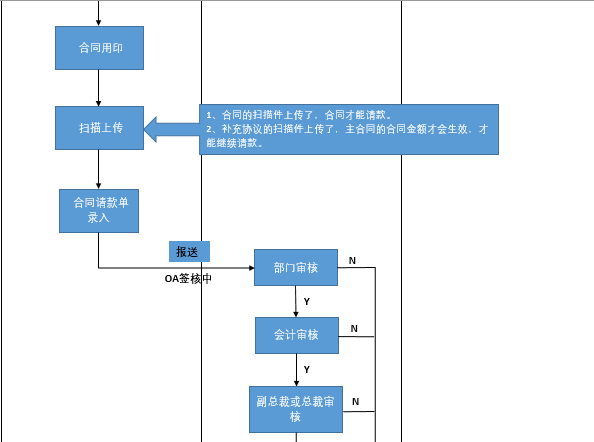 合同用印
扫描上传
1、合同的扫描件上传了，合同才能请款。
2、补充协议的扫描件上传了，主合同的合同金额才会生效，才
能继续请款。
合同请款单
录入
报送
OA签核中
部门审核
N
Y
会计审核
N
Y
副总裁或总裁审
核
N